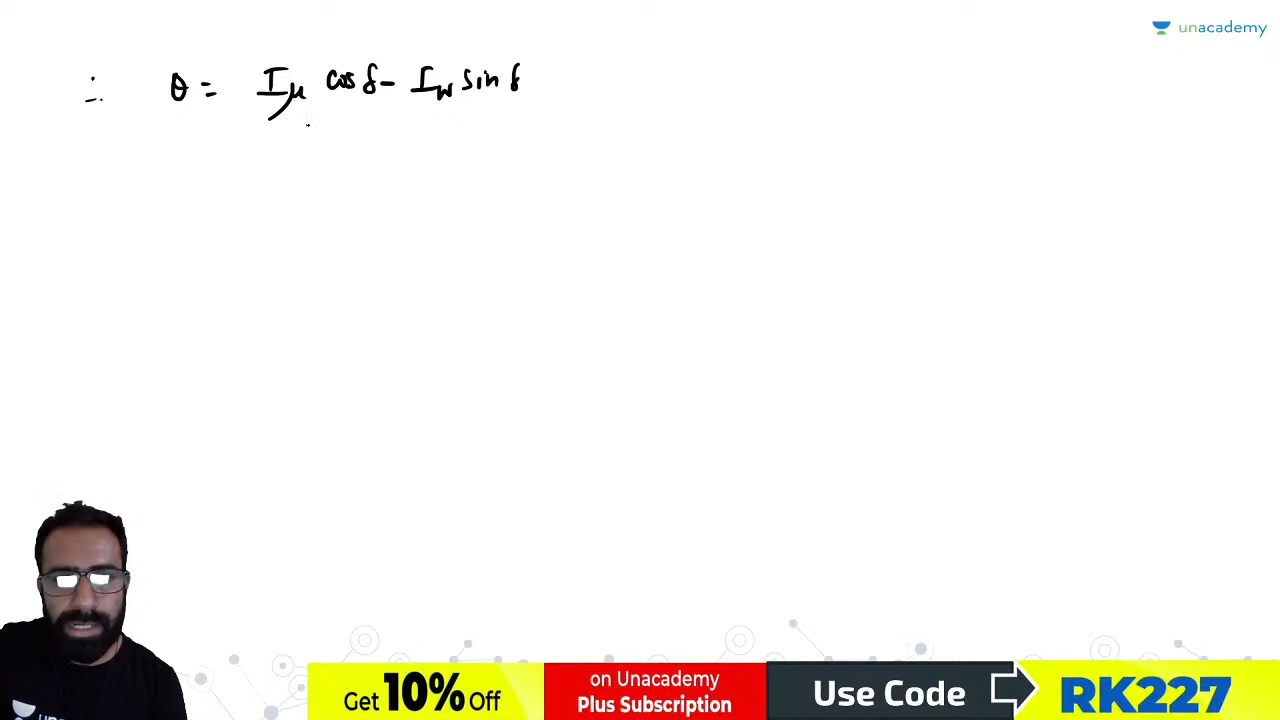 unacademy
∴ θ = Iμ cos δ - Iw sin δ
Get 10% Off
on Unacademy
Plus Subscription
Use Code
RK227